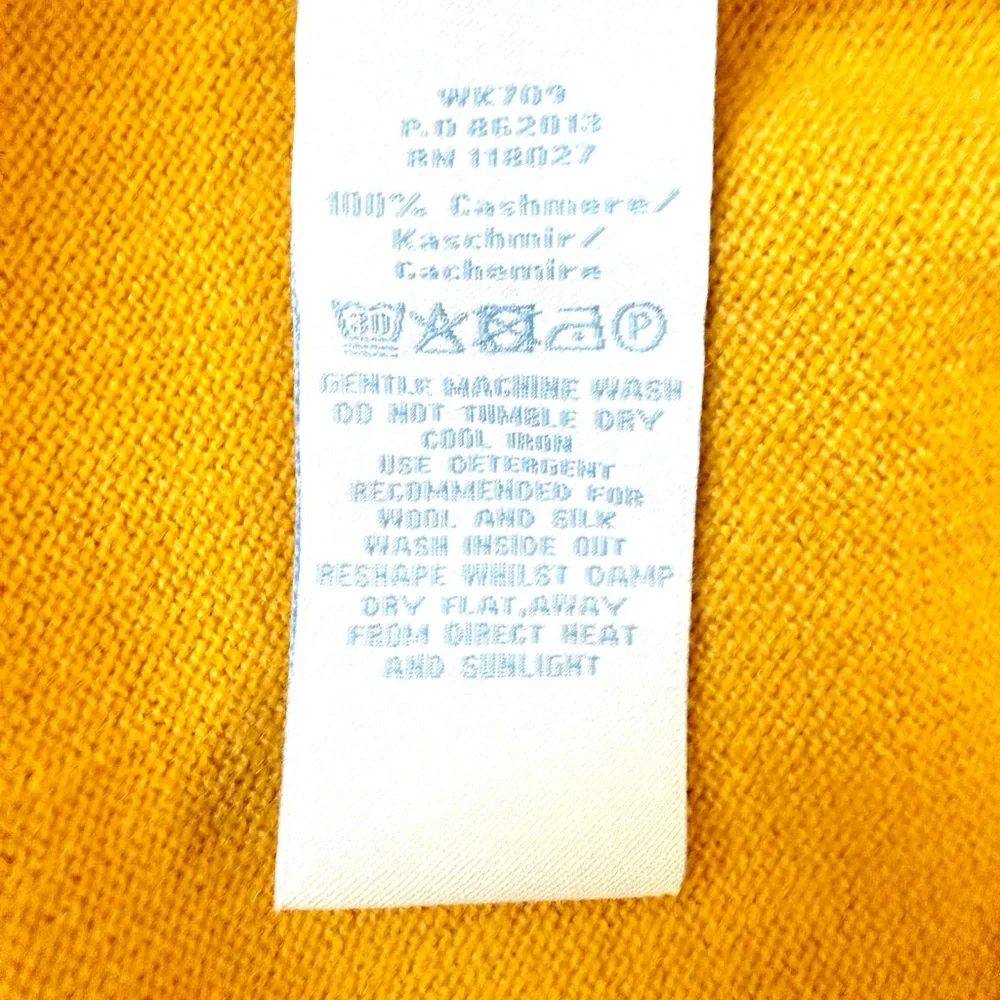 WK709
P.O 862013
RN 118027
100% Cashmere/
Kaschmir/
Cachemire
30 P
GENTLE MACHINE WASH
DO NOT TUMBLE DRY
COOL IRON
USE DETERGENT
RECOMMENDED FOR
WOOL AND SILK
WASH INSIDE OUT
RESHAPE WHILST DAMP
DRY FLAT,AWAY
FROM DIRECT HEAT
AND SUNLIGHT